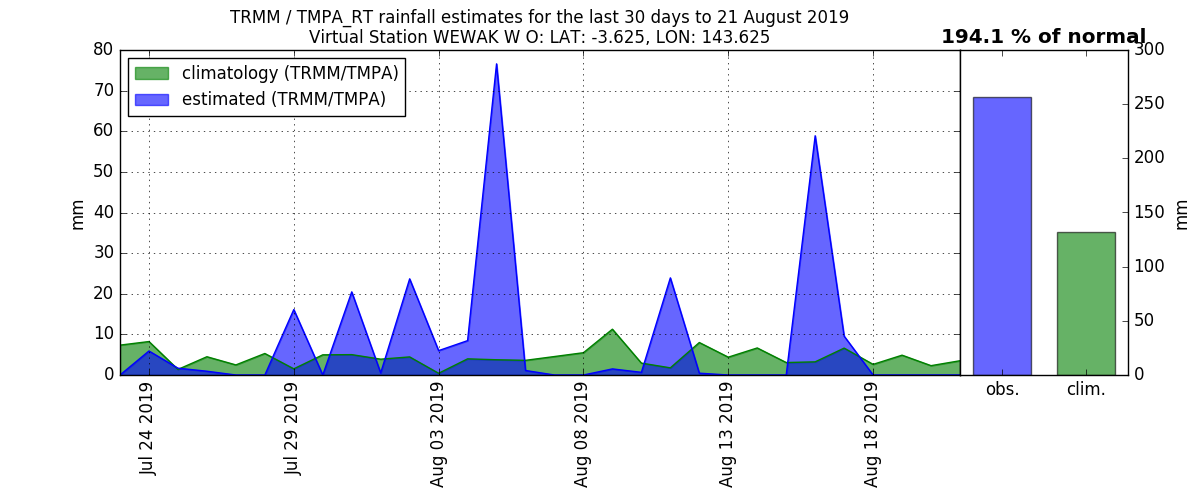 TRMM / TMPA_RT rainfall estimates for the last 30 days to 21 August 2019
Virtual Station WEWAK W O: LAT: -3.625, LON: 143.625
194.1 % of normal
climatology (TRMM/TMPA)
estimated (TRMM/TMPA)
80
70
60
50
40
30
20
10
0
mm
Jul 24 2019
Jul 29 2019
Aug 03 2019
Aug 08 2019
Aug 13 2019
Aug 18 2019
300
250
200
150
100
50
0
mm
obs.
clim.